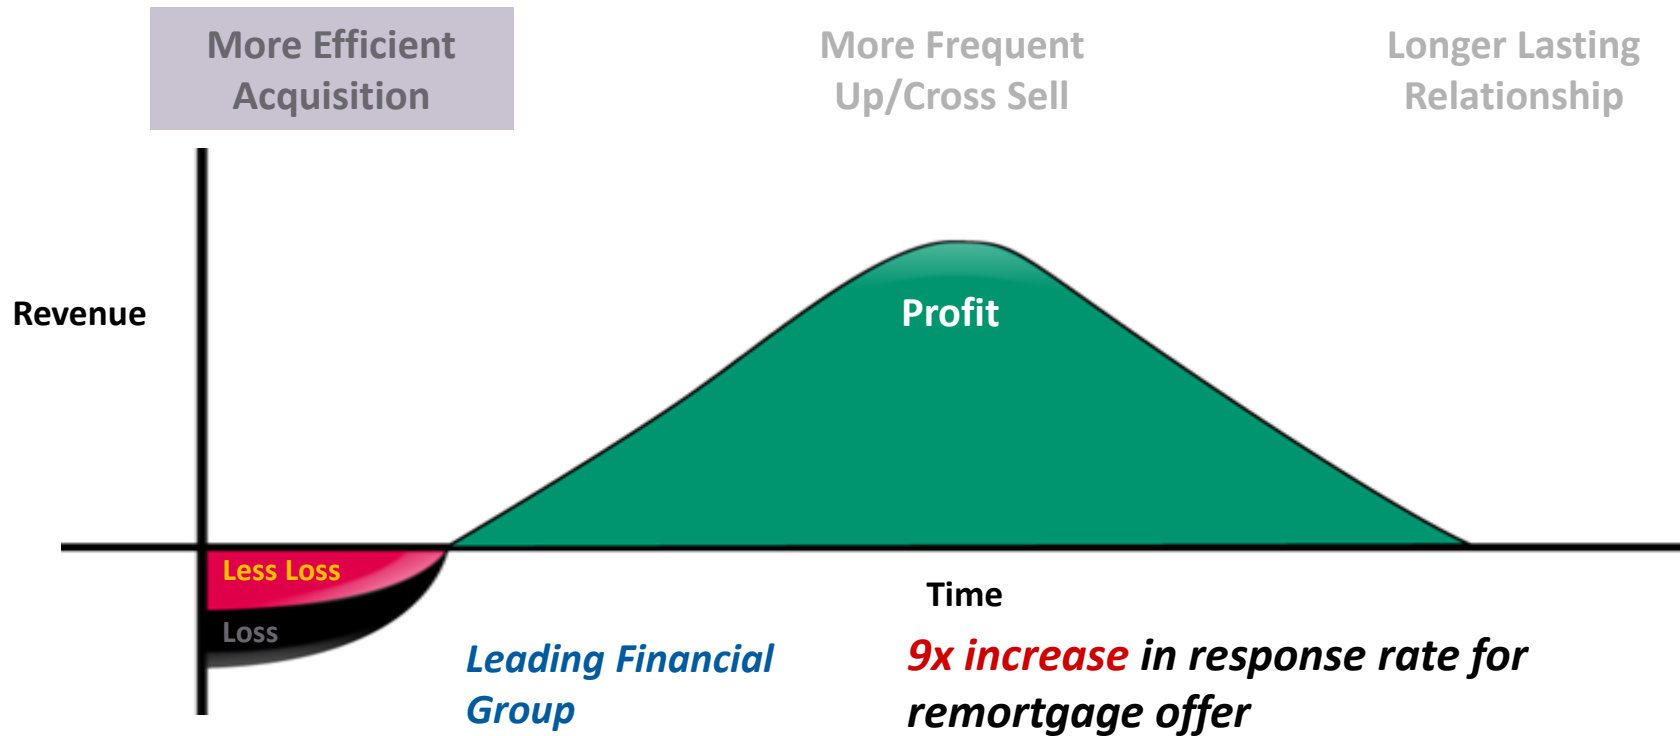 More Efficient
Acquisition
More Frequent
Up/Cross Sell
Longer Lasting
Relationship
Revenue
Profit
Less Loss
Loss
Time
Leading Financial
Group
9x increase in response rate for
remortgage offer